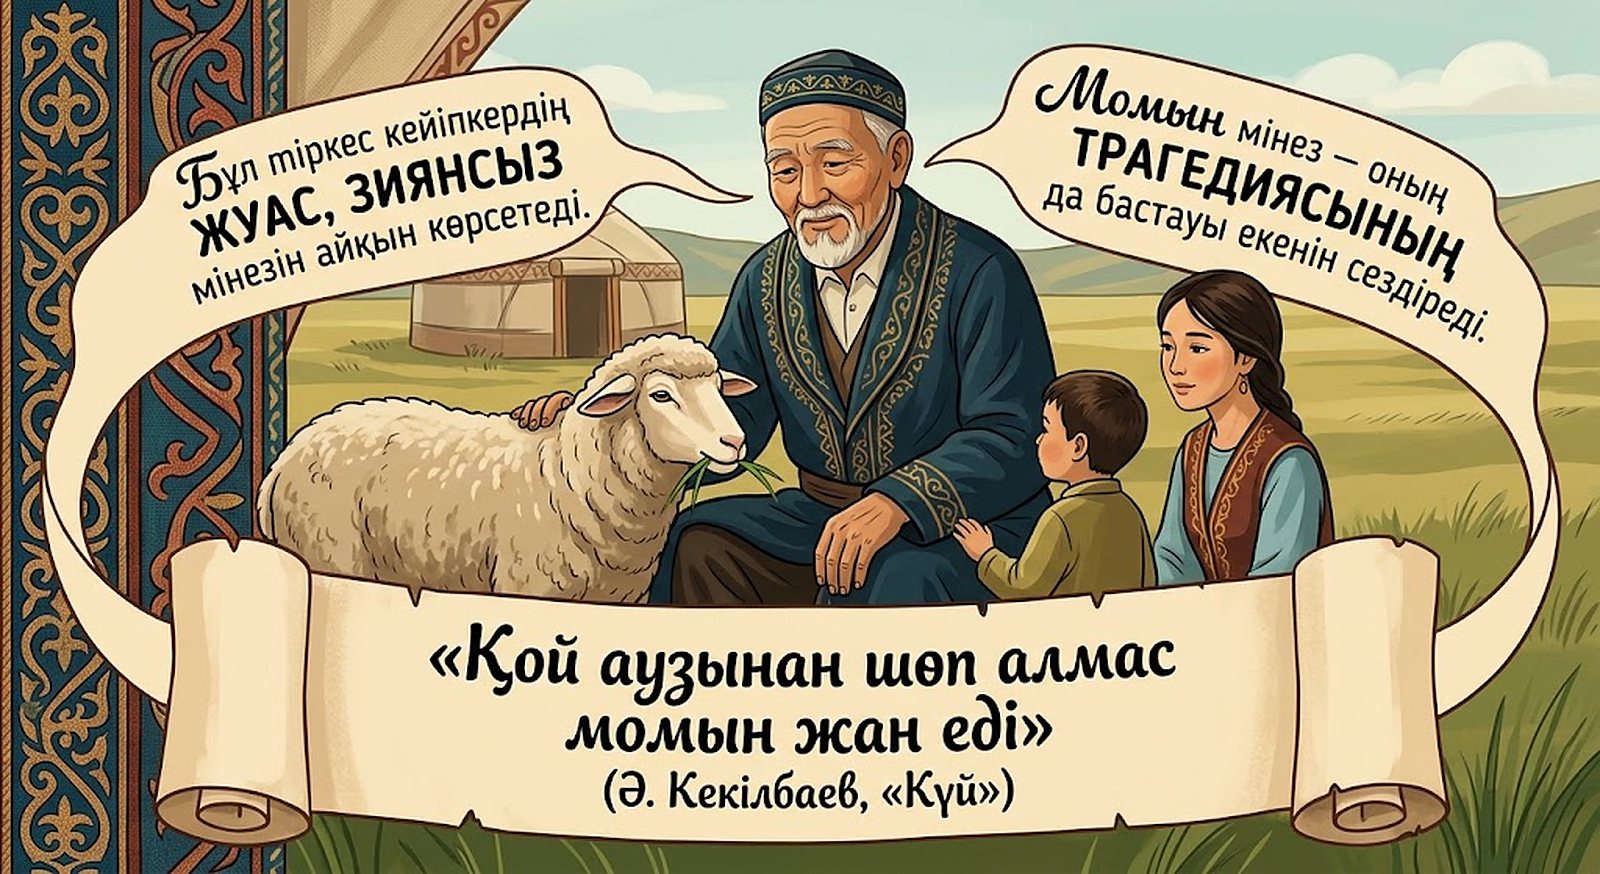 Бұл тіркес кейіпкердің
ЖУАС, ЗИЯНСЫЗ
мінезін айқын көрсетеді.
Момын мінез – оның
ТРАГЕДИЯСЫНЫҢ
да бастауы екенін сездіреді.
«Қой аузынан шөп алмас
момын жан еді»
(Ә. Кекілбаев, «Күй»)